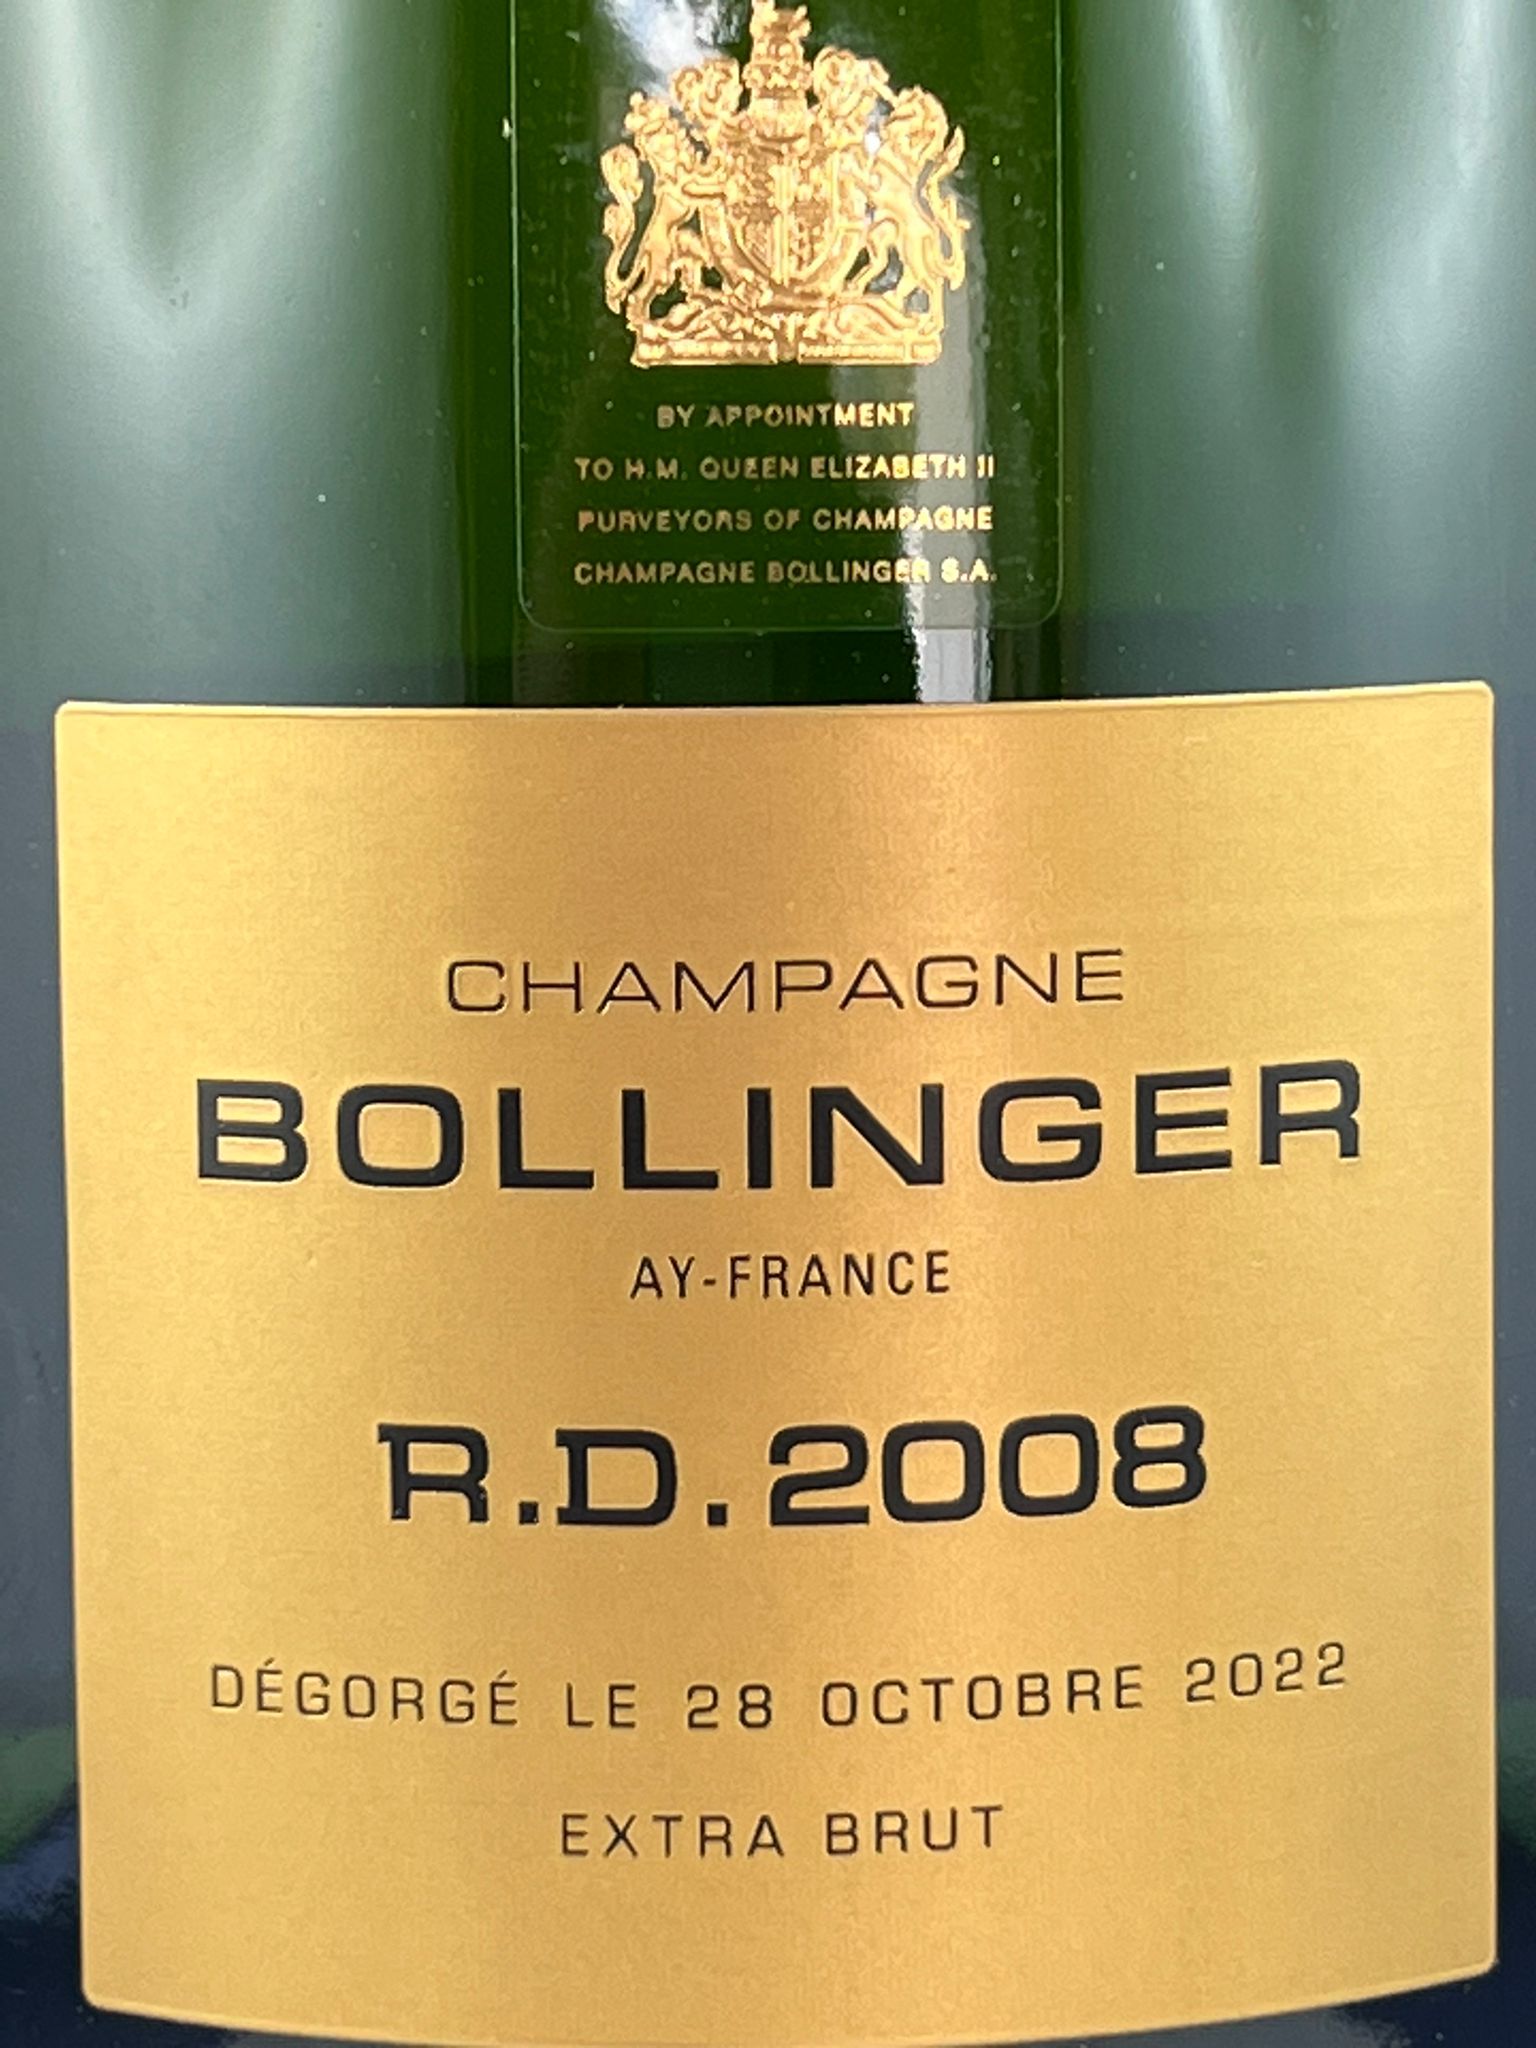 BY APPOINTMENT
TO H.M. QUEEN ELIZABETH II
PURVEYORS OF CHAMPAGNE
CHAMPAGNE BOLLINGER S.A.
CHAMPAGNE
BOLLINGER
AY-FRANCE
R.D. 2008
DÉGORGÉ LE 28 OCTOBRE 2022
EXTRA BRUT